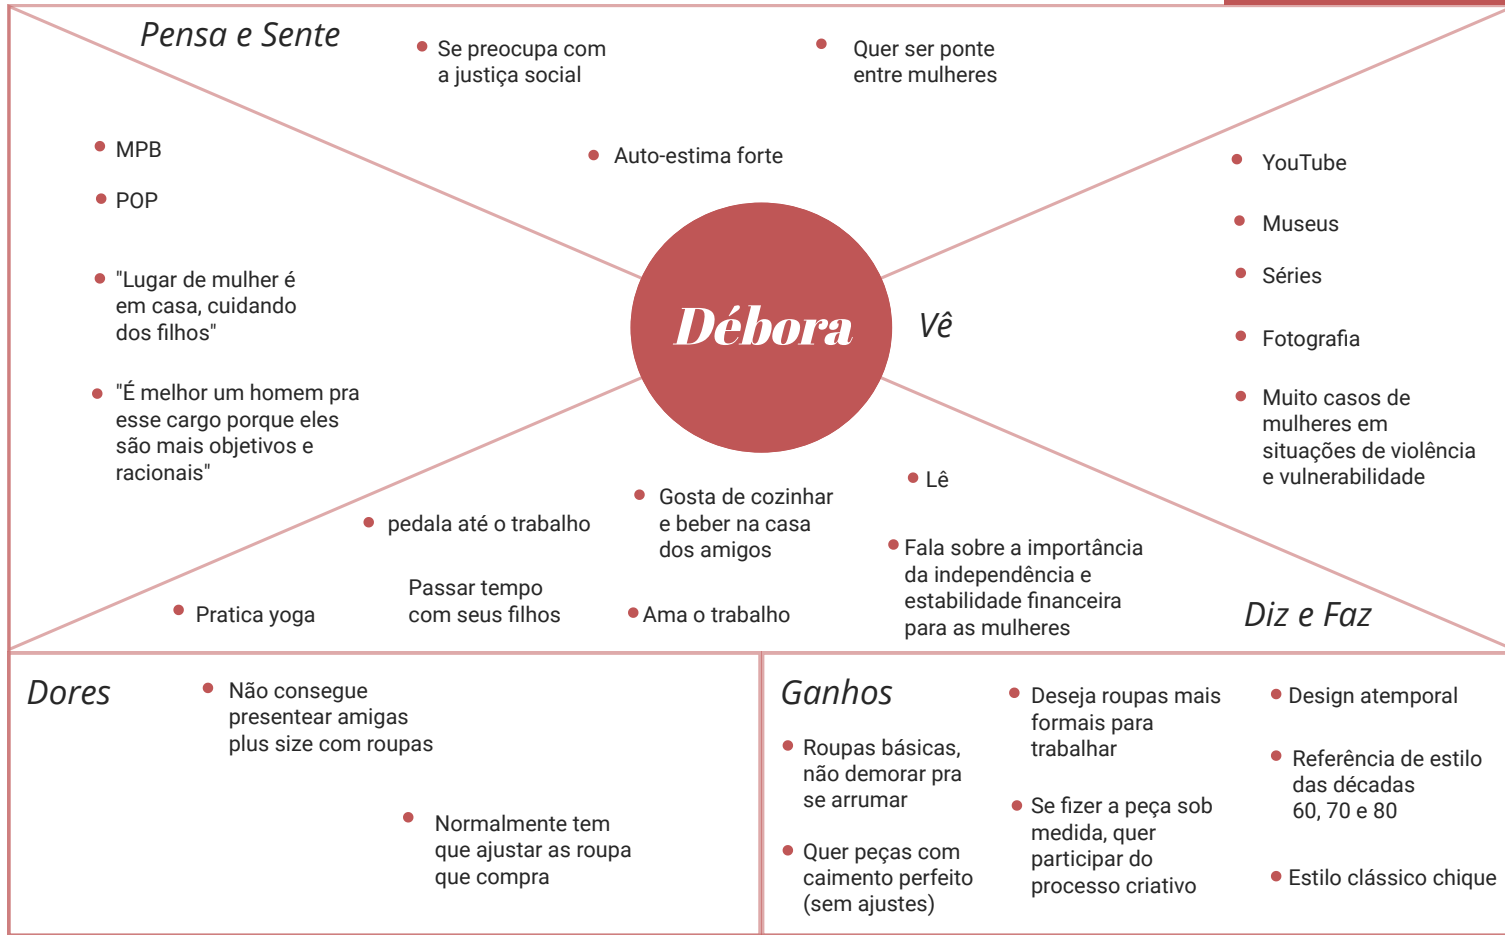 Pensa e Sente
Se preocupa com
a justiça social
Quer ser ponte
entre mulheres
Auto-estima forte
MPB
POP
"Lugar de mulher é
em casa, cuidando
dos filhos"
"É melhor um homem pra
esse cargo porque eles
são mais objetivos e
racionais"
Débora
Vê
YouTube
Museus
Séries
Fotografia
Muito casos de
mulheres em
situações de violência
e vulnerabilidade
pedala até o trabalho
Gosta de cozinhar
e beber na casa
dos amigos
Lê
Fala sobre a importância
da independência e
estabilidade financeira
para as mulheres
Pratica yoga
Passar tempo
com seus filhos
Ama o trabalho
Diz e Faz
Dores
Não consegue
presentear amigas
plus size com roupas
Normalmente tem
que ajustar as roupa
que compra
Ganhos
Roupas básicas,
não demorar pra
se arrumar
Quer peças com
caimento perfeito
(sem ajustes)
Deseja roupas mais
formais para
trabalhar
Se fizer a peça sob
medida, quer
participar do
processo criativo
Design atemporal
Referência de estilo
das décadas
60, 70 e 80
Estilo clássico chique